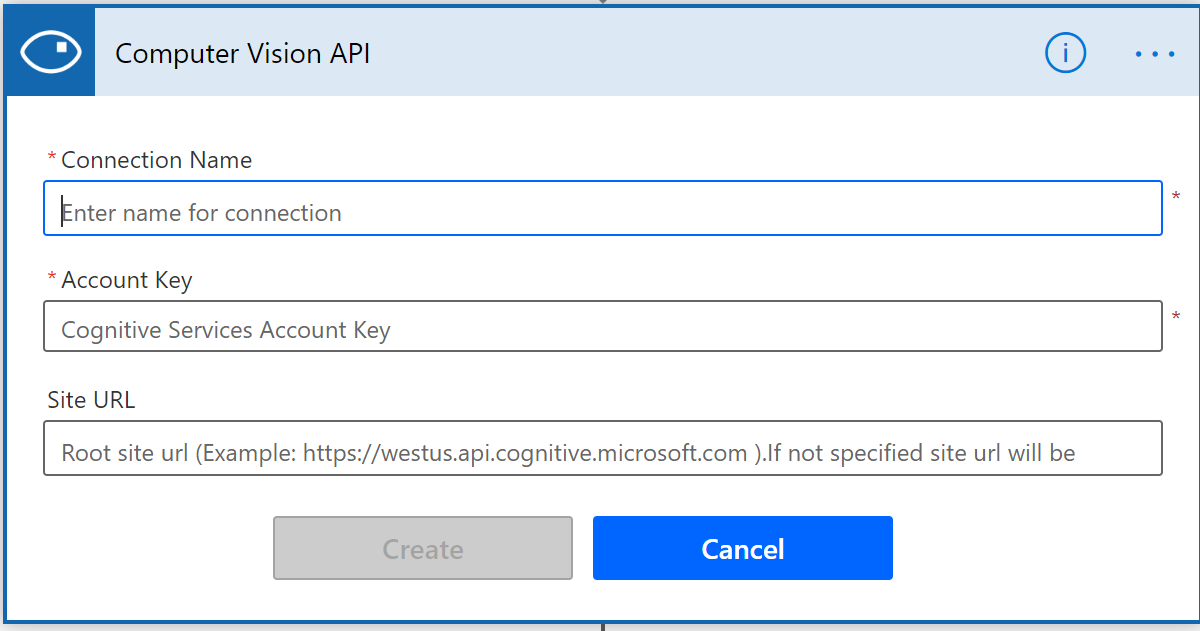 Computer Vision API
* Connection Name
Enter name for connection
*
* Account Key
Cognitive Services Account Key
*
Site URL
Root site url (Example: https://westus.api.cognitive.microsoft.com ).If not specified site url will be
Create
Cancel